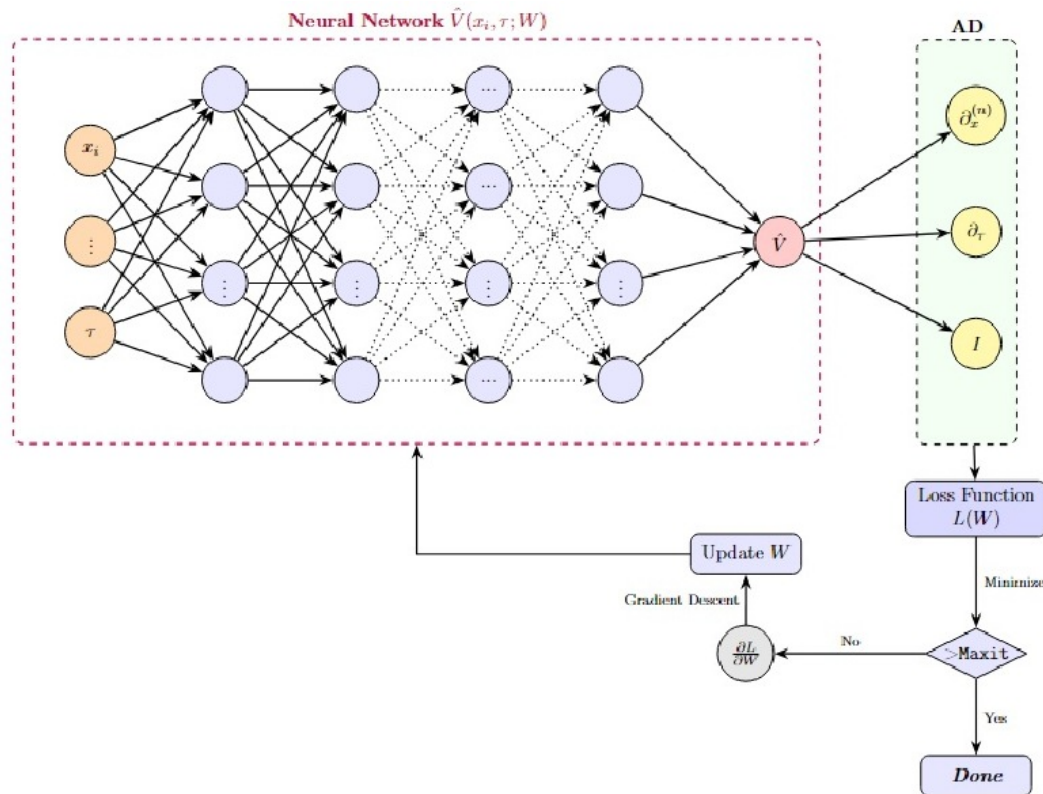 Neural Network V̂(x_i, τ; W)
AD
x_i
⋮
τ
⋮
⋮
...
...
⋮
...
⋮
V̂
∂_x^(n)
∂_τ
I
Loss Function
L(W)
Minimize
>Maxit
No
∂L/∂W
Gradient Descent
Update W
Yes
Done